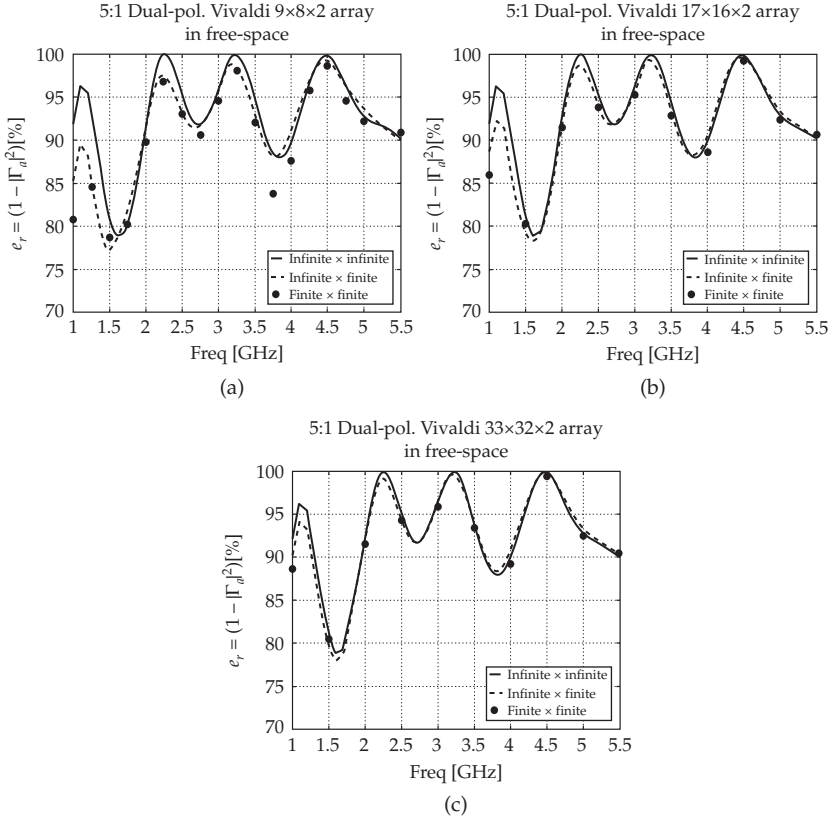 5:1 Dual-pol. Vivaldi 9×8×2 array
in free-space
e_r = (1 − |Γ_a|²)[%]
100
95
90
85
80
75
70
Infinite × infinite
Infinite × finite
Finite × finite
1 1.5 2 2.5 3 3.5 4 4.5 5 5.5
Freq [GHz]
(a)
5:1 Dual-pol. Vivaldi 17×16×2 array
in free-space
e_r = (1 − |Γ_a|²)[%]
100
95
90
85
80
75
70
Infinite × infinite
Infinite × finite
Finite × finite
1 1.5 2 2.5 3 3.5 4 4.5 5 5.5
Freq [GHz]
(b)
5:1 Dual-pol. Vivaldi 33×32×2 array
in free-space
e_r = (1 − |Γ_a|²)[%]
100
95
90
85
80
75
70
Infinite × infinite
Infinite × finite
Finite × finite
1 1.5 2 2.5 3 3.5 4 4.5 5 5.5
Freq [GHz]
(c)